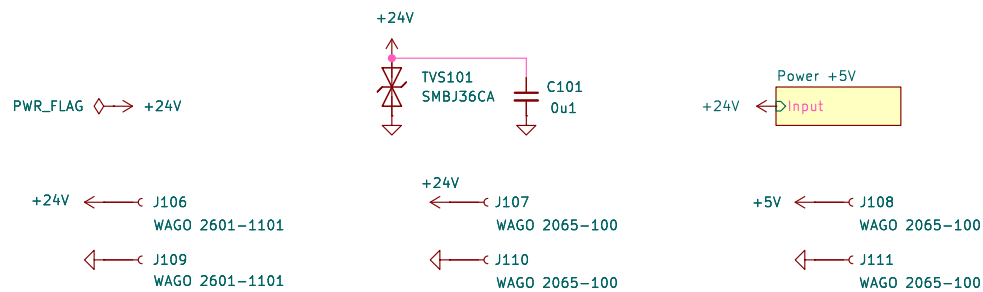 +24V
TVS101
SMBJ36CA
C101
0u1
Power +5V
PWR_FLAG +24V
+24V Input
+24V J106
WAGO 2601-1101
+24V
J107
WAGO 2065-100
+5V J108
WAGO 2065-100
J109
WAGO 2601-1101
J110
WAGO 2065-100
J111
WAGO 2065-100